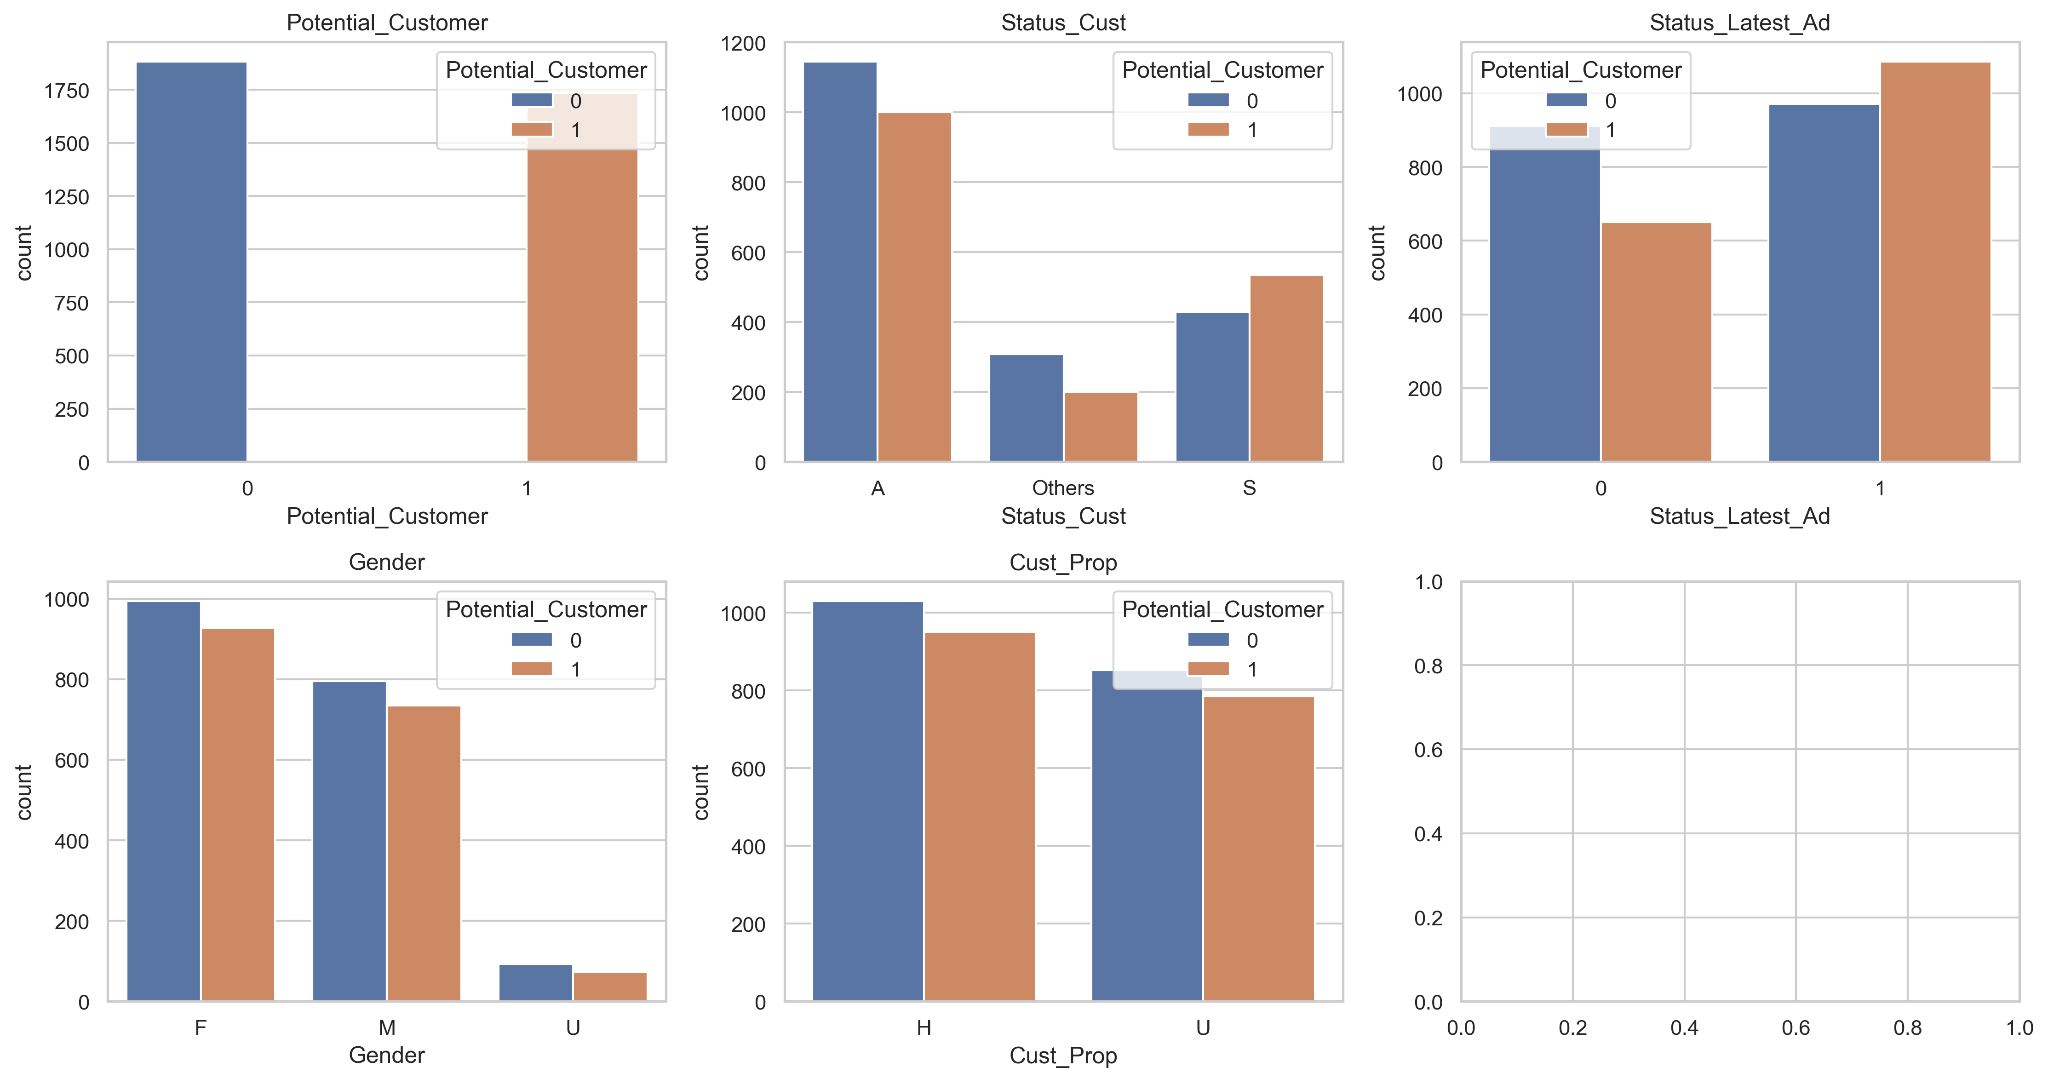 Potential_Customer
Potential_Customer
0
1
1750
1500
1250
1000
750
500
250
0
count
0 1
Potential_Customer
Status_Cust
Potential_Customer
0
1
1200
1000
800
600
400
200
0
count
A Others S
Status_Cust
Status_Latest_Ad
Potential_Customer
0
1
1000
800
600
400
200
0
count
0 1
Status_Latest_Ad
Gender
Potential_Customer
0
1
1000
800
600
400
200
0
count
F M U
Gender
Cust_Prop
Potential_Customer
0
1
1000
800
600
400
200
0
count
H U
Cust_Prop
1.0
0.8
0.6
0.4
0.2
0.0
0.0 0.2 0.4 0.6 0.8 1.0